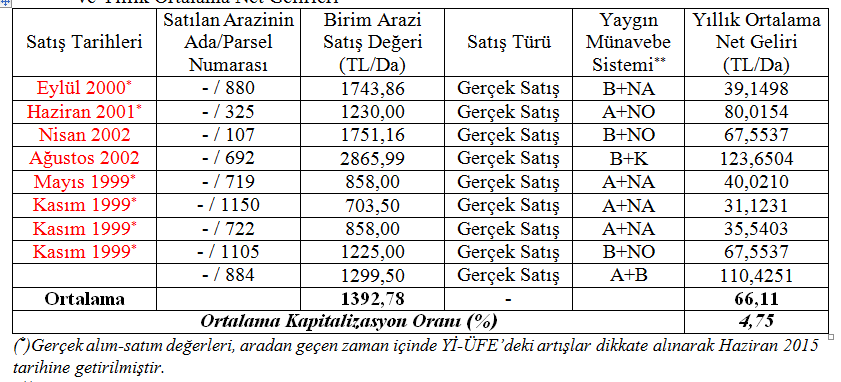 Satış Tarihleri Satılan Arazinin Ada/Parsel Numarası Birim Arazi Satış Değeri (TL/Da) Satış Türü Yaygın Münavebe Sistemi** Yıllık Ortalama Net Geliri (TL/Da)
Eylül 2000* - / 880 1743,86 Gerçek Satış B+NA 39,1498
Haziran 2001* - / 325 1230,00 Gerçek Satış A+NO 80,0154
Nisan 2002 - / 107 1751,16 Gerçek Satış B+NO 67,5537
Ağustos 2002 - / 692 2865,99 Gerçek Satış B+K 123,6504
Mayıs 1999* - / 719 858,00 Gerçek Satış A+NA 40,0210
Kasım 1999* - / 1150 703,50 Gerçek Satış A+NA 31,1231
Kasım 1999* - / 722 858,00 Gerçek Satış A+NA 35,5403
Kasım 1999* - / 1105 1225,00 Gerçek Satış B+NO 67,5537
- / 884 1299,50 Gerçek Satış A+B 110,4251
Ortalama 1392,78 - 66,11
Ortalama Kapitalizasyon Oranı (%) 4,75
(*)Gerçek alım-satım değerleri, aradan geçen zaman içinde Yİ-ÜFE'deki artışlar dikkate alınarak Haziran 2015
tarihine getirilmiştir.